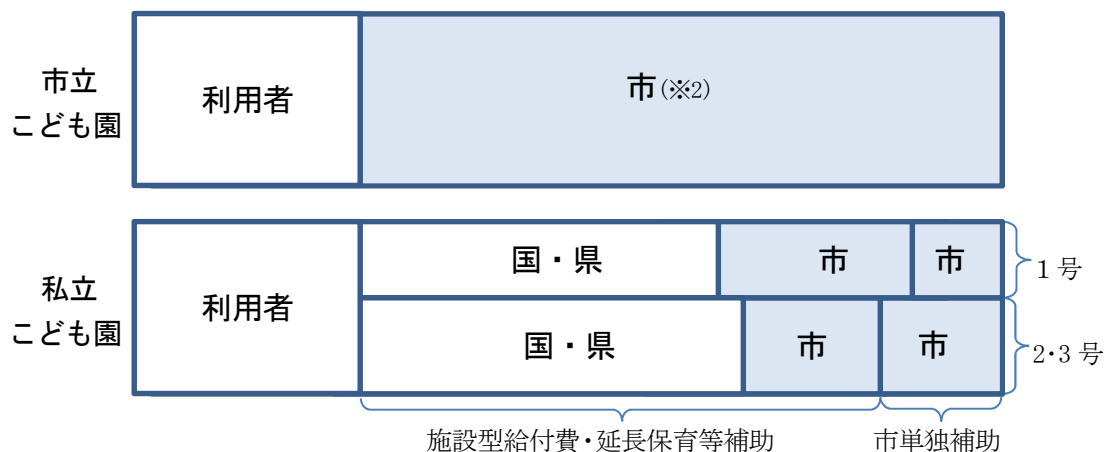 市立
こども園
利用者
市(※2)
私立
こども園
利用者
国・県
市
市
1号
国・県
市
市
2・3号
施設型給付費・延長保育等補助
市単独補助